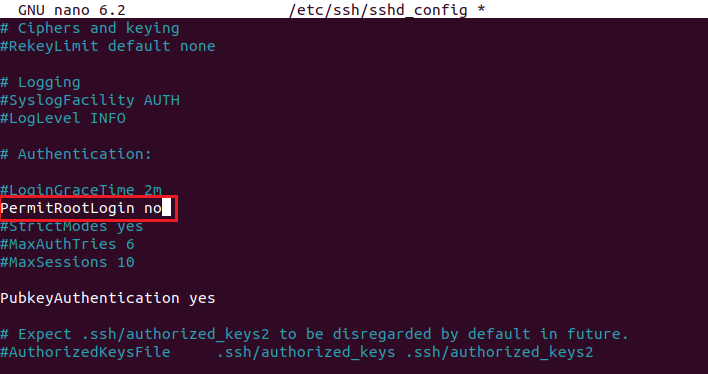 GNU nano 6.2 /etc/ssh/sshd_config *
# Ciphers and keying
#RekeyLimit default none
# Logging
#SyslogFacility AUTH
#LogLevel INFO
# Authentication:
#LoginGraceTime 2m
PermitRootLogin no
#StrictModes yes
#MaxAuthTries 6
#MaxSessions 10
PubkeyAuthentication yes
# Expect .ssh/authorized_keys2 to be disregarded by default in future.
#AuthorizedKeysFile .ssh/authorized_keys .ssh/authorized_keys2